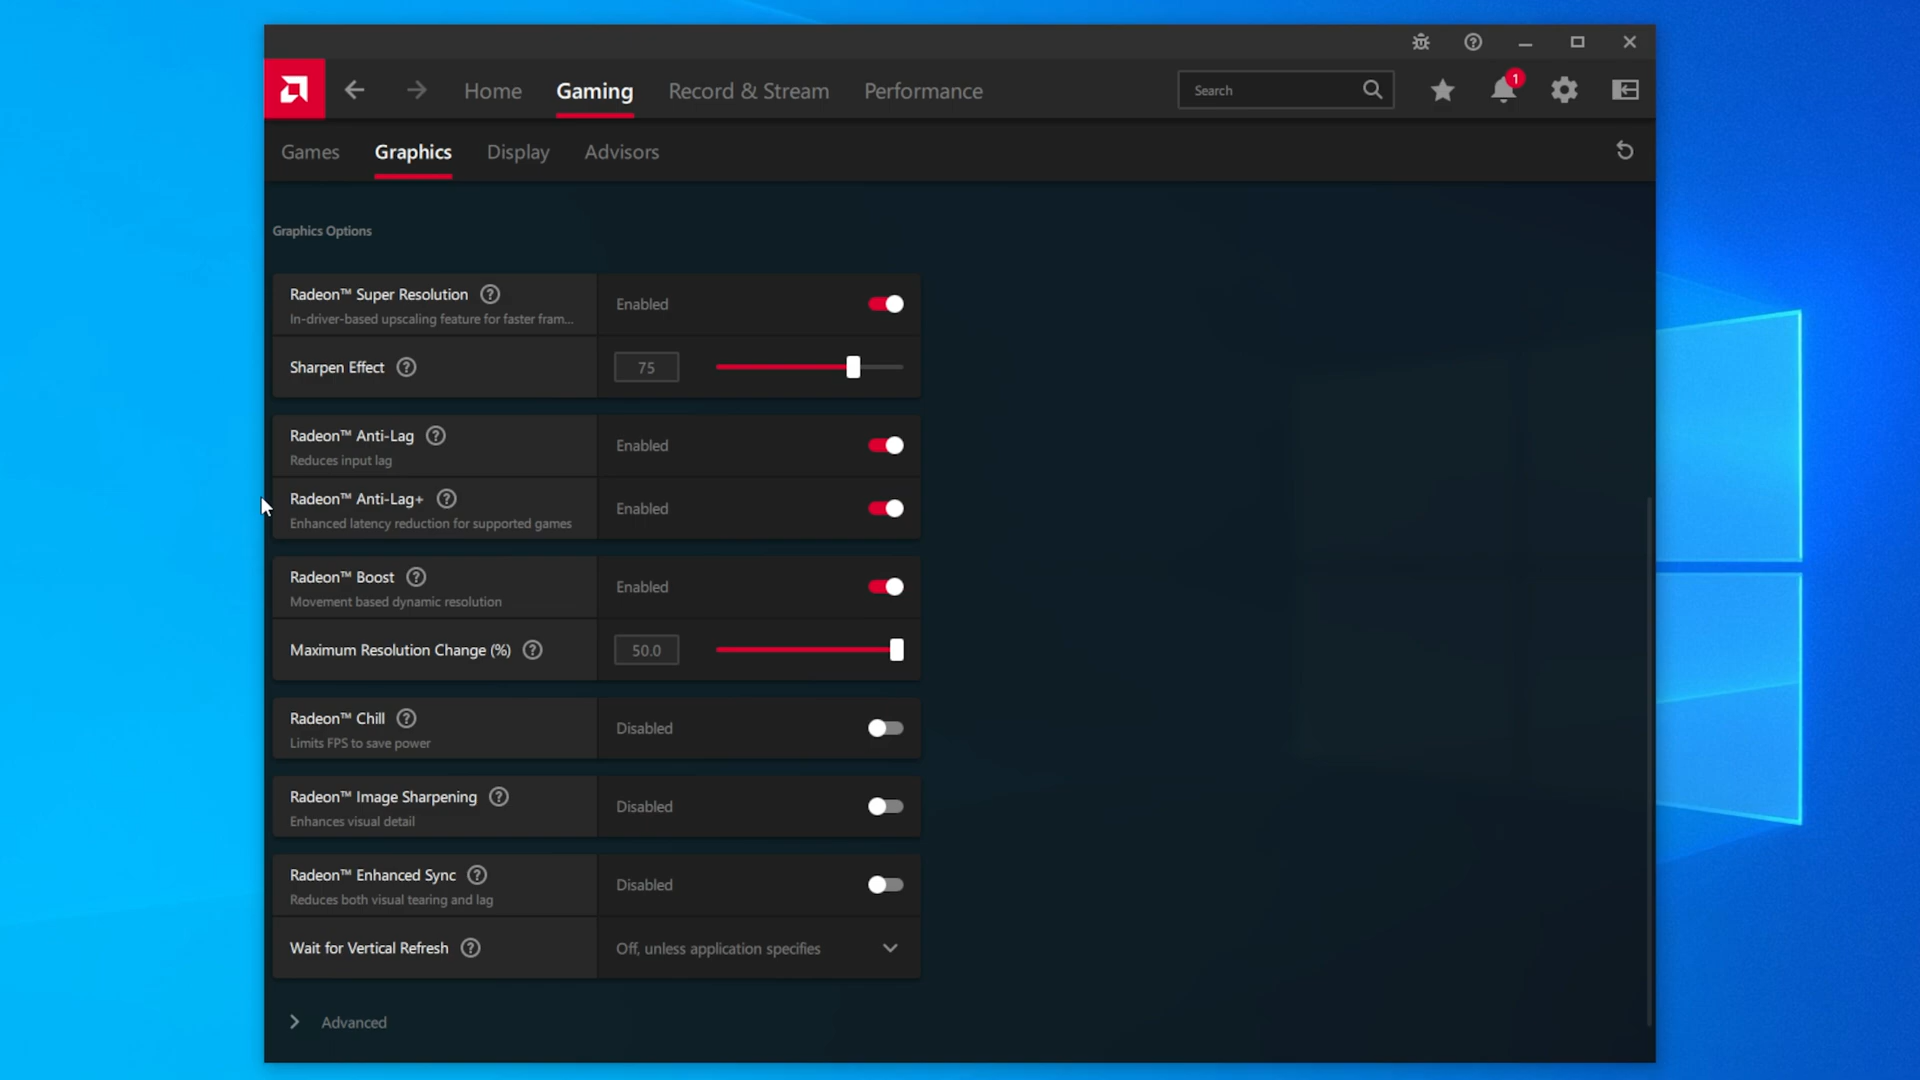 Home Gaming Record & Stream Performance Search 1
Games Graphics Display Advisors
Graphics Options
Radeon™ Super Resolution
In-driver-based upscaling feature for faster fram...
Enabled
Sharpen Effect
75
Radeon™ Anti-Lag
Reduces input lag
Enabled
Radeon™ Anti-Lag+
Enhanced latency reduction for supported games
Enabled
Radeon™ Boost
Movement based dynamic resolution
Enabled
Maximum Resolution Change (%)
50.0
Radeon™ Chill
Limits FPS to save power
Disabled
Radeon™ Image Sharpening
Enhances visual detail
Disabled
Radeon™ Enhanced Sync
Reduces both visual tearing and lag
Disabled
Wait for Vertical Refresh
Off, unless application specifies
Advanced